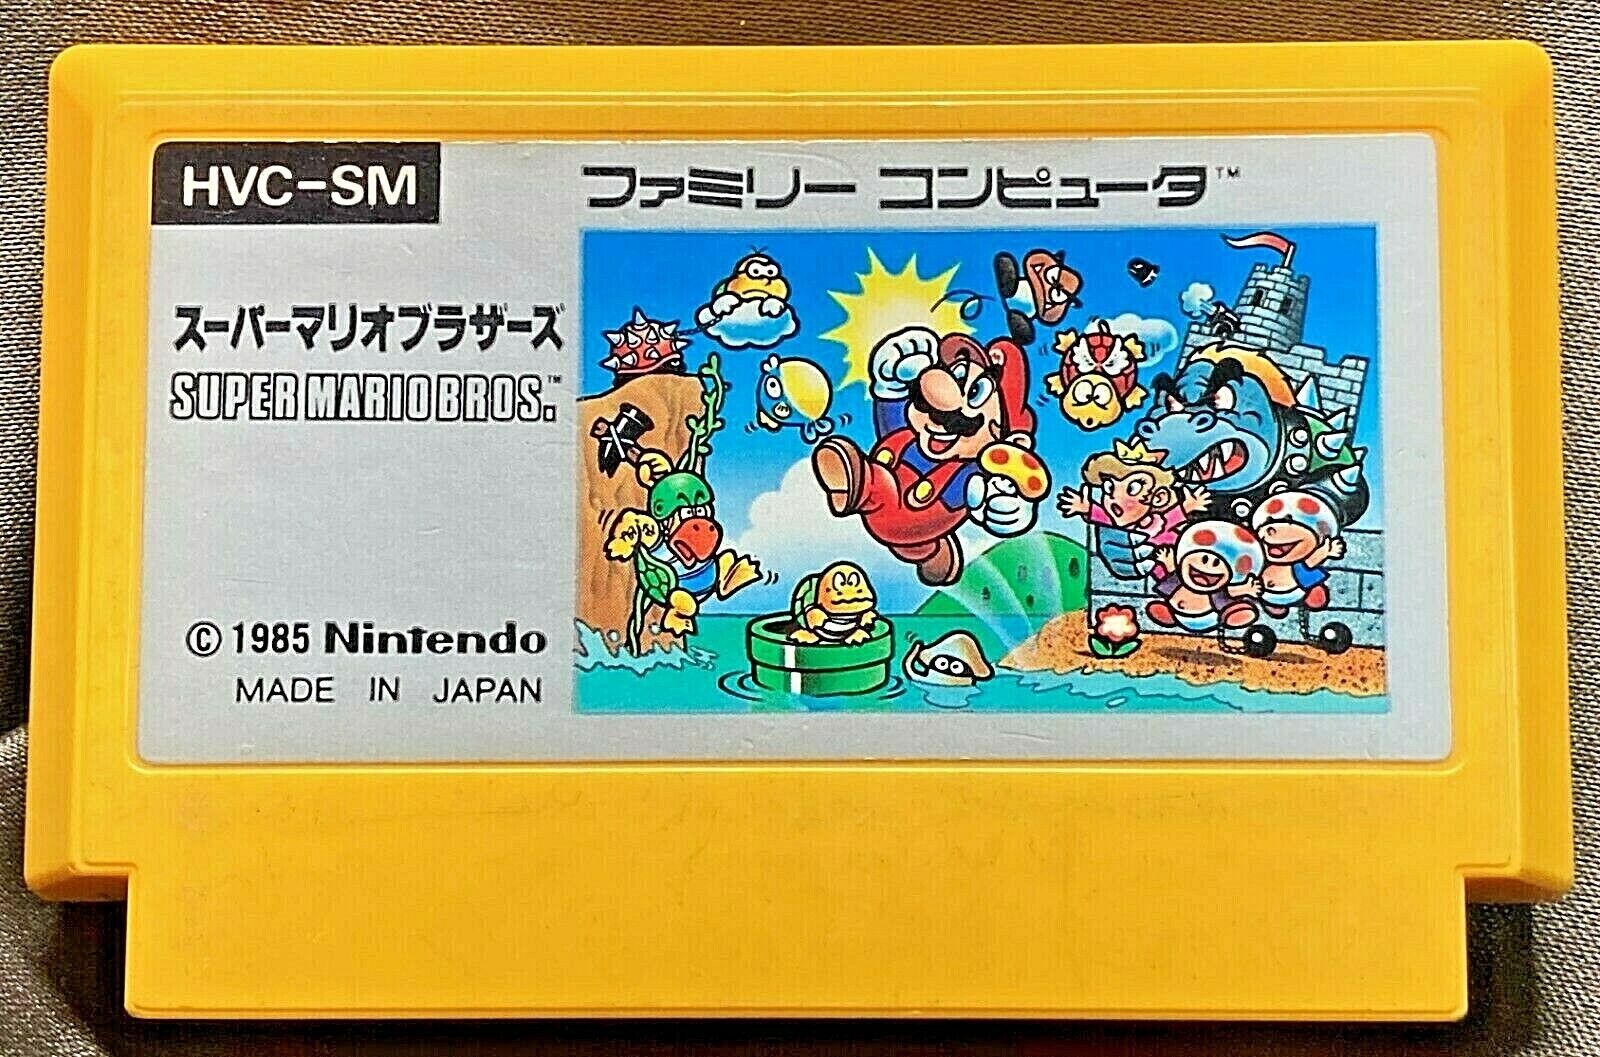 HVC-SM
ファミリー コンピュータ™
スーパーマリオブラザーズ
SUPER MARIO BROS.™
© 1985 Nintendo
MADE IN JAPAN